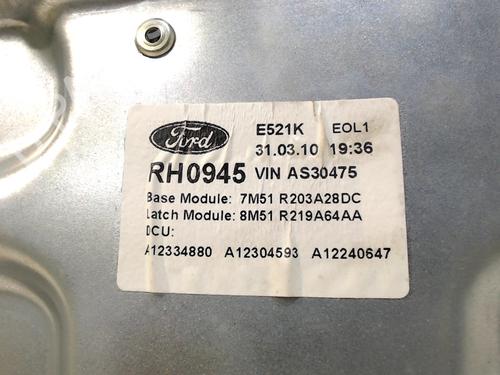 Ford
E521K EOL1
31.03.10 19:36
RH0945 VIN AS30475
Base Module: 7M51 R203A28DC
Latch Module: 8M51 R219A64AA
DCU:
A12334880 A12304593 A12240647